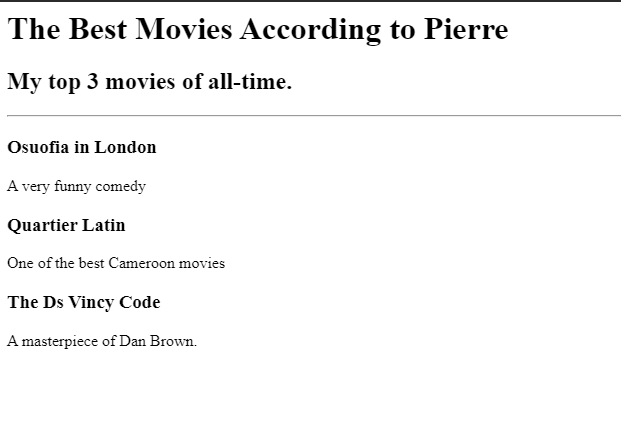 The Best Movies According to Pierre
My top 3 movies of all-time.
Osuofia in London
A very funny comedy
Quartier Latin
One of the best Cameroon movies
The Ds Vincy Code
A masterpiece of Dan Brown.